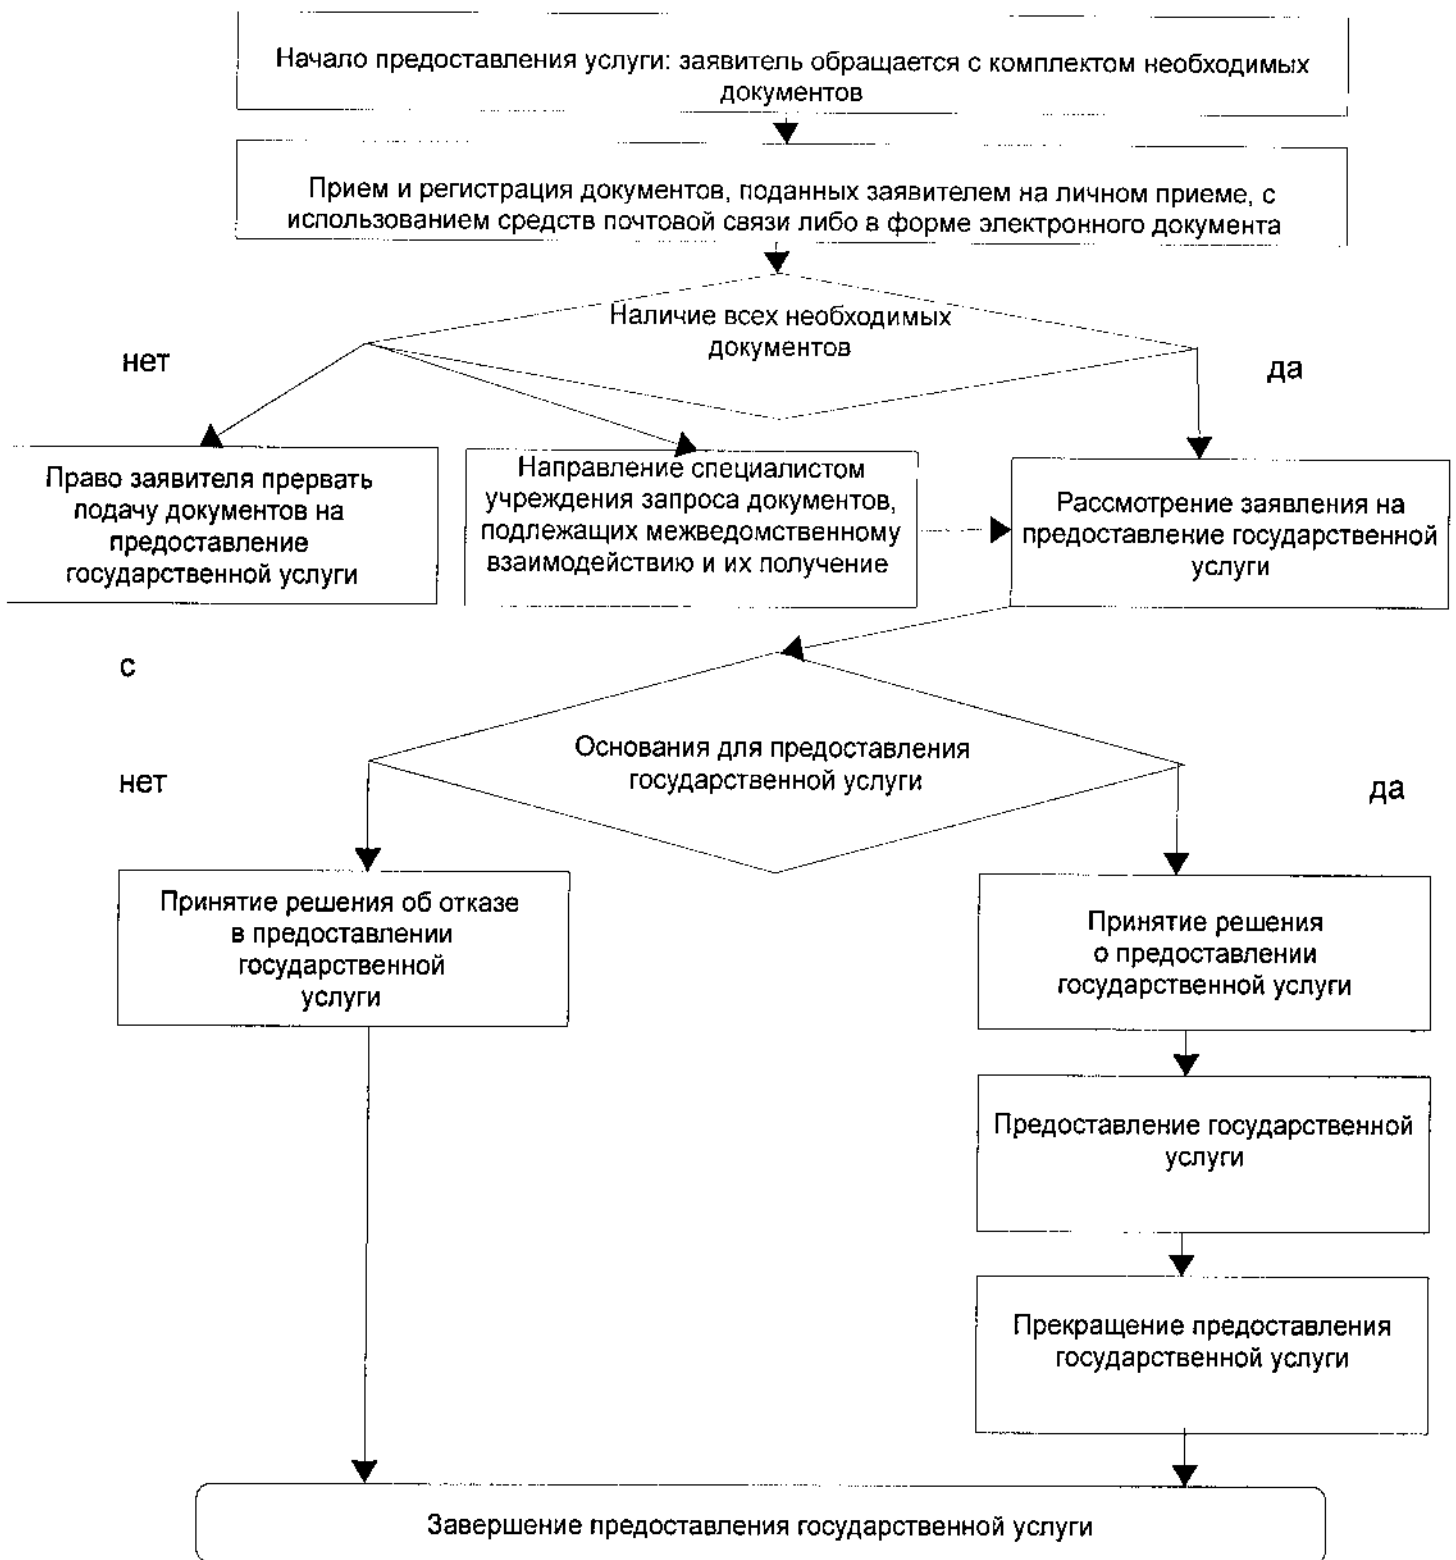 Начало предоставления услуги: заявитель обращается с комплектом необходимых
документов
Прием и регистрация документов, поданных заявителем на личном приеме, с
использованием средств почтовой связи либо в форме электронного документа
Наличие всех необходимых
документов
нет
да
Право заявителя прервать
подачу документов на
предоставление
государственной услуги
Направление специалистом
учреждения запроса документов,
подлежащих межведомственному
взаимодействию и их получение
Рассмотрение заявления на
предоставление государственной
услуги
с
Основания для предоставления
государственной услуги
нет
да
Принятие решения об отказе
в предоставлении
государственной
услуги
Принятие решения
о предоставлении
государственной услуги
Предоставление государственной
услуги
Прекращение предоставления
государственной услуги
Завершение предоставления государственной услуги